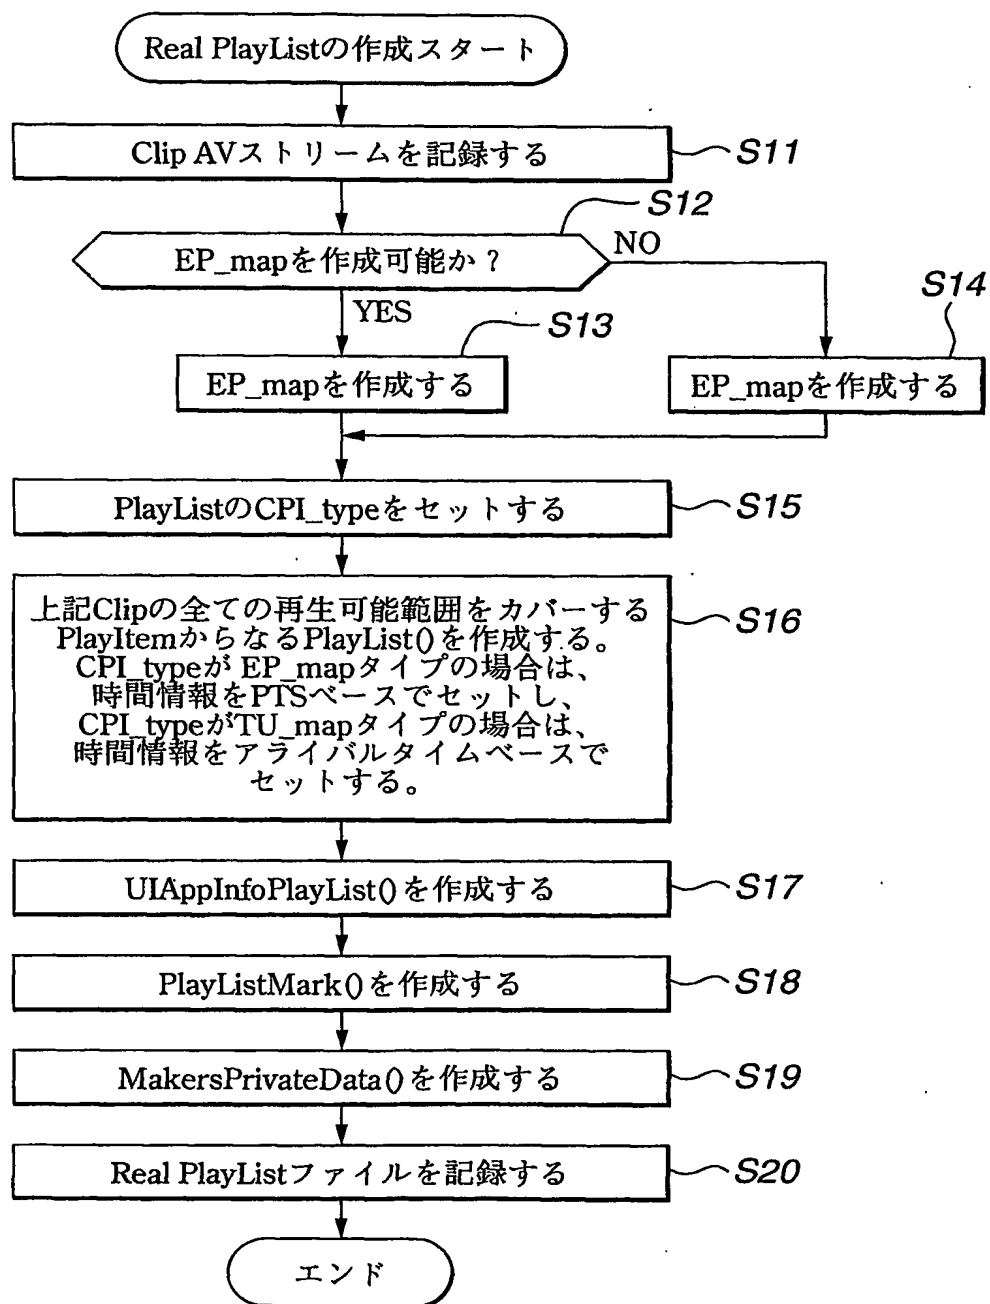 Real PlayListの作成スタート
Clip AVストリームを記録する
S11
S12
EP_mapを作成可能か?
NO
YES
S13
S14
EP_mapを作成する
EP_mapを作成する
PlayListのCPI_typeをセットする
S15
上記Clipの全ての再生可能範囲をカバーする
PlayItemからなるPlayList()を作成する。
CPI_typeが EP_mapタイプの場合は、
時間情報をPTSベースでセットし、
CPI_typeがTU_mapタイプの場合は、
時間情報をアライバルタイムベースで
セットする。
S16
UIAppInfoPlayList()を作成する
S17
PlayListMark()を作成する
S18
MakersPrivateData()を作成する
S19
Real PlayListファイルを記録する
S20
エンド